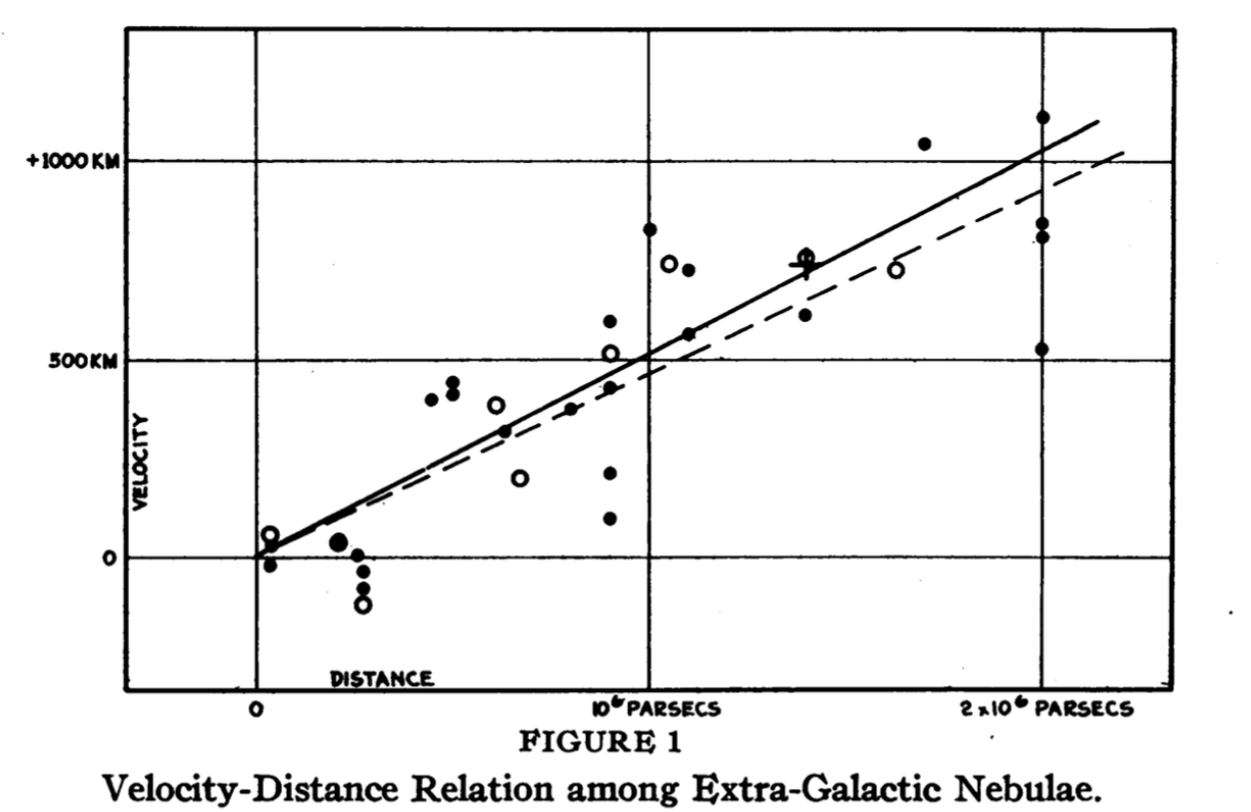 +1000 KM
500 KM
VELOCITY
0
DISTANCE
0 10⁶ PARSECS 2 x 10⁶ PARSECS
FIGURE 1
Velocity-Distance Relation among Extra-Galactic Nebulae.